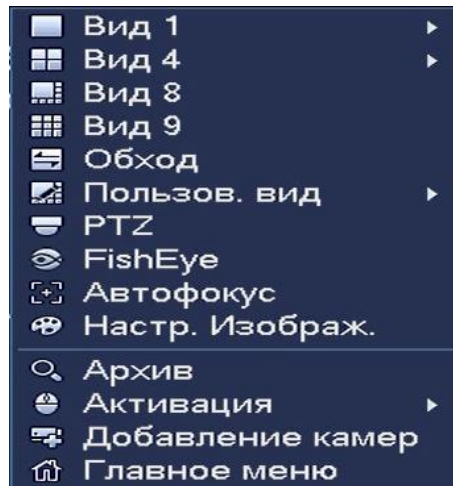 Вид 1
Вид 4
Вид 8
Вид 9
Обход
Пользов. вид
PTZ
FishEye
Автофокус
Настр. Изображ.
Архив
Активация
Добавление камер
Главное меню